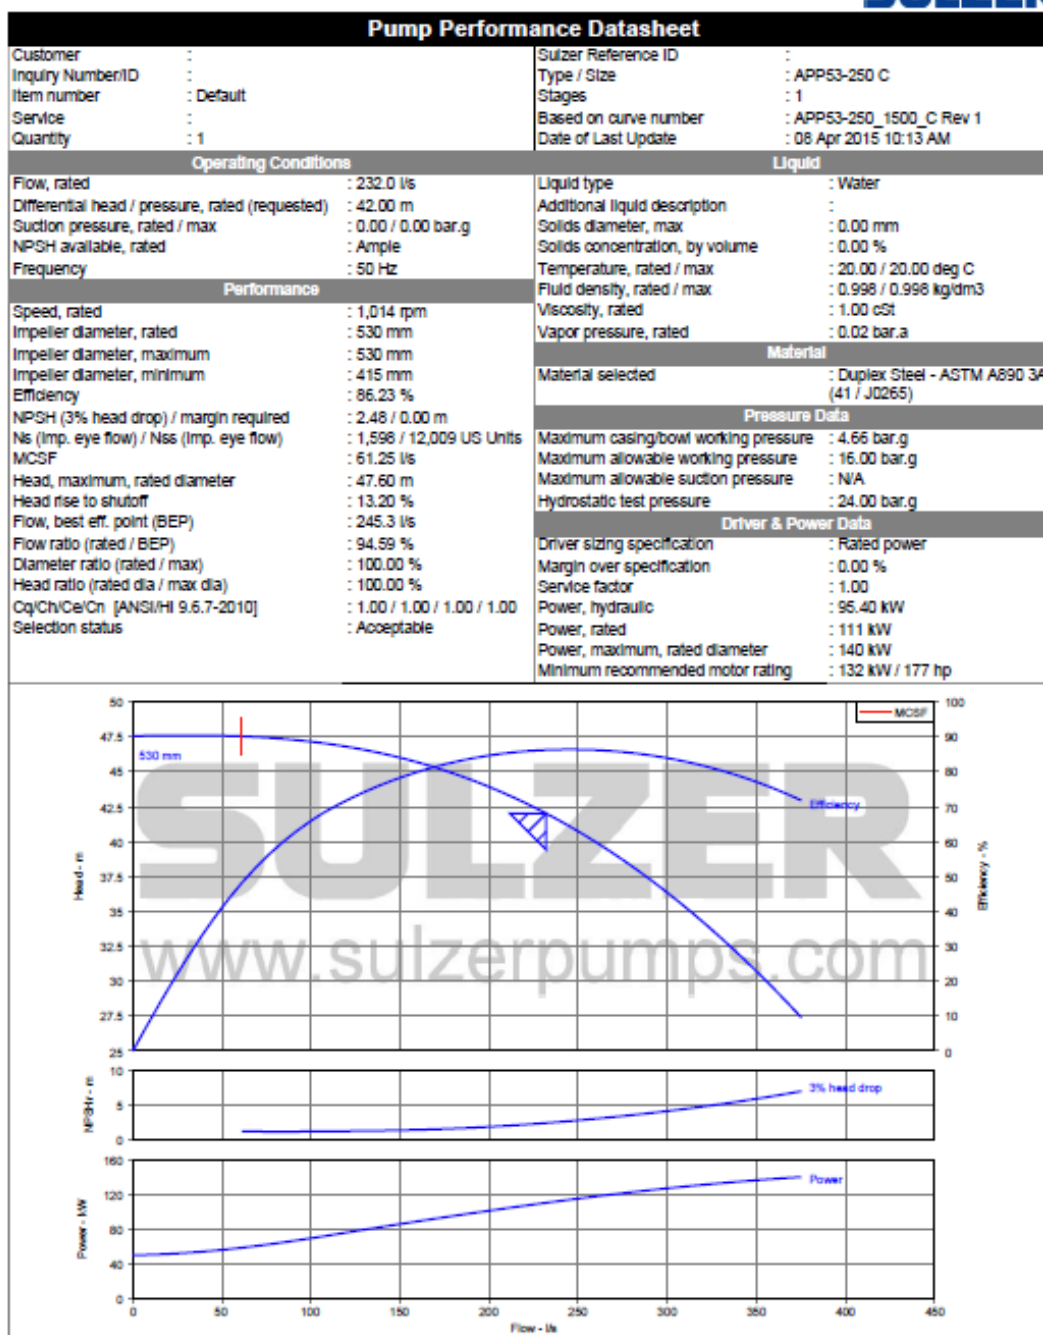 SULZER
Pump Performance Datasheet
Customer :
Inquiry Number/ID :
Item number : Default
Service :
Quantity : 1
Sulzer Reference ID :
Type / Size : APP53-250 C
Stages : 1
Based on curve number : APP53-250_1500_C Rev 1
Date of Last Update : 08 Apr 2015 10:13 AM
Operating Conditions
Flow, rated : 232.0 l/s
Differential head / pressure, rated (requested) : 42.00 m
Suction pressure, rated / max : 0.00 / 0.00 bar.g
NPSH available, rated : Ample
Frequency : 50 Hz
Performance
Speed, rated : 1,014 rpm
Impeller diameter, rated : 530 mm
Impeller diameter, maximum : 530 mm
Impeller diameter, minimum : 415 mm
Efficiency : 86.23 %
NPSH (3% head drop) / margin required : 2.48 / 0.00 m
Ns (imp. eye flow) / Nss (imp. eye flow) : 1,598 / 12,009 US Units
MCSF : 61.25 l/s
Head, maximum, rated diameter : 47.60 m
Head rise to shutoff : 13.20 %
Flow, best eff. point (BEP) : 245.3 l/s
Flow ratio (rated / BEP) : 94.59 %
Diameter ratio (rated / max) : 100.00 %
Head ratio (rated dia / max dia) : 100.00 %
Cq/Ch/Ce/Cn [ANSI/HI 9.6.7-2010] : 1.00 / 1.00 / 1.00 / 1.00
Selection status : Acceptable
Liquid
Liquid type : Water
Additional liquid description :
Solids diameter, max : 0.00 mm
Solids concentration, by volume : 0.00 %
Temperature, rated / max : 20.00 / 20.00 deg C
Fluid density, rated / max : 0.998 / 0.998 kg/dm3
Viscosity, rated : 1.00 cSt
Vapor pressure, rated : 0.02 bar.a
Material
Material selected : Duplex Steel - ASTM A890 3A
(41 / J0265)
Pressure Data
Maximum casing/bowl working pressure : 4.66 bar.g
Maximum allowable working pressure : 16.00 bar.g
Maximum allowable suction pressure : N/A
Hydrostatic test pressure : 24.00 bar.g
Driver & Power Data
Driver sizing specification : Rated power
Margin over specification : 0.00 %
Service factor : 1.00
Power, hydraulic : 95.40 kW
Power, rated : 111 kW
Power, maximum, rated diameter : 140 kW
Minimum recommended motor rating : 132 kW / 177 hp
50
47.5
45
42.5
40
37.5
35
32.5
30
27.5
25
Head - m
100
90
80
70
60
50
40
30
20
10
0
Efficiency - %
MCSF
530 mm
Efficiency
SULZER
www.sulzerpumps.com
10
5
0
NPSHr - m
3% head drop
160
120
80
40
0
Power - kW
Power
0 50 100 150 200 250 300 350 400 450
Flow - l/s